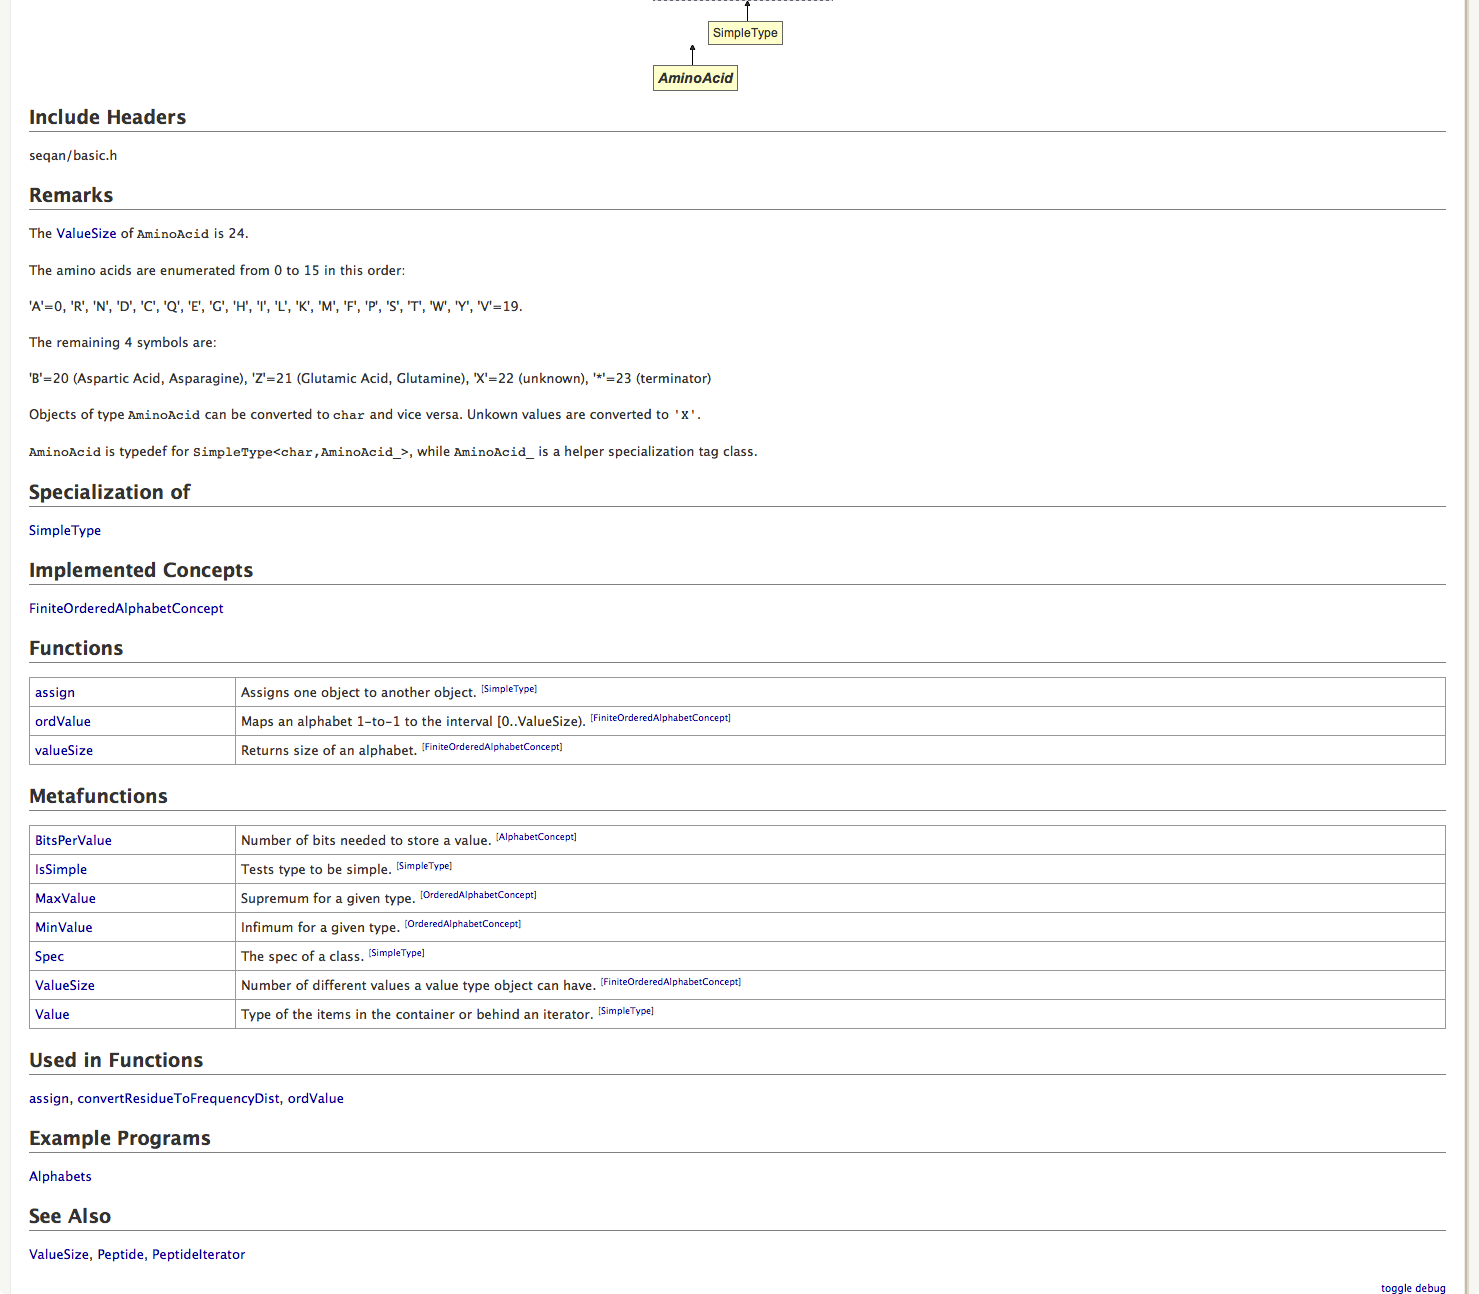 SimpleType
AminoAcid
Include Headers
seqan/basic.h
Remarks
The ValueSize of AminoAcid is 24.
The amino acids are enumerated from 0 to 15 in this order:
'A'=0, 'R', 'N', 'D', 'C', 'Q', 'E', 'G', 'H', 'I', 'L', 'K', 'M', 'F', 'P', 'S', 'T', 'W', 'Y', 'V'=19.
The remaining 4 symbols are:
'B'=20 (Aspartic Acid, Asparagine), 'Z'=21 (Glutamic Acid, Glutamine), 'X'=22 (unknown), '*'=23 (terminator)
Objects of type AminoAcid can be converted to char and vice versa. Unkown values are converted to 'X'.
AminoAcid is typedef for SimpleType<char,AminoAcid_>, while AminoAcid_ is a helper specialization tag class.
Specialization of
SimpleType
Implemented Concepts
FiniteOrderedAlphabetConcept
Functions
assign Assigns one object to another object. [SimpleType]
ordValue Maps an alphabet 1-to-1 to the interval [0..ValueSize). [FiniteOrderedAlphabetConcept]
valueSize Returns size of an alphabet. [FiniteOrderedAlphabetConcept]
Metafunctions
BitsPerValue Number of bits needed to store a value. [AlphabetConcept]
IsSimple Tests type to be simple. [SimpleType]
MaxValue Supremum for a given type. [OrderedAlphabetConcept]
MinValue Infimum for a given type. [OrderedAlphabetConcept]
Spec The spec of a class. [SimpleType]
ValueSize Number of different values a value type object can have. [FiniteOrderedAlphabetConcept]
Value Type of the items in the container or behind an iterator. [SimpleType]
Used in Functions
assign, convertResidueToFrequencyDist, ordValue
Example Programs
Alphabets
See Also
ValueSize, Peptide, PeptideIterator
toggle debug